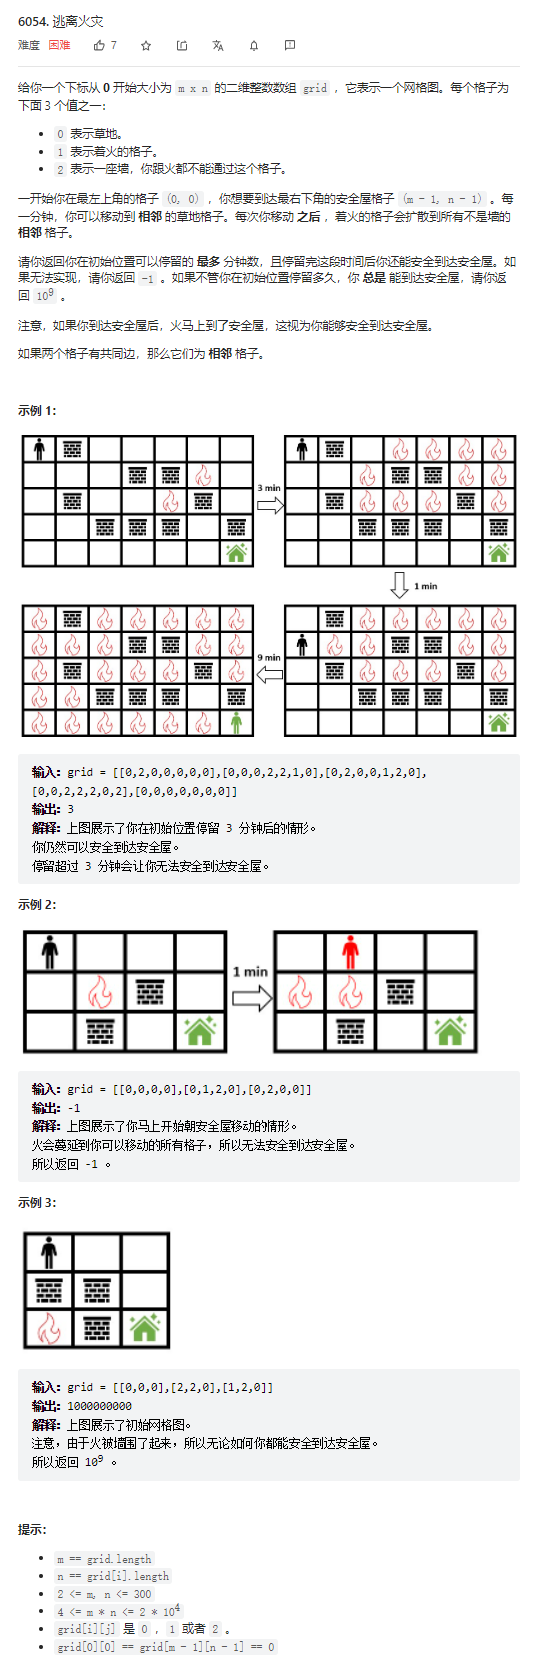 6054. 逃离火灾
难度 困难 7
给你一个下标从 0 开始大小为 m x n 的二维整数数组 grid ，它表示一个网格图。每个格子为
下面 3 个值之一：
• 0 表示草地。
• 1 表示着火的格子。
• 2 表示一座墙，你跟火都不能通过这个格子。
一开始你在最左上角的格子 (0, 0) ，你想要到达最右下角的安全屋格子 (m - 1, n - 1) 。每
一分钟，你可以移动到 相邻 的草地格子。每次你移动 之后 ，着火的格子会扩散到所有不是墙的
相邻 格子。
请你返回你在初始位置可以停留的 最多 分钟数，且停留完这段时间后你还能安全到达安全屋。如
果无法实现，请你返回 -1 。如果不管你在初始位置停留多久，你 总是 能到达安全屋，请你返
回 10⁹ 。
注意，如果你到达安全屋后，火马上到了安全屋，这视为你能够安全到达安全屋。
如果两个格子有共同边，那么它们为 相邻 格子。
示例 1：
3 min
1 min
9 min
输入：grid = [[0,2,0,0,0,0,0],[0,0,0,2,2,1,0],[0,2,0,0,1,2,0],
[0,0,2,2,2,0,2],[0,0,0,0,0,0,0]]
输出：3
解释：上图展示了你在初始位置停留 3 分钟后的情形。
你仍然可以安全到达安全屋。
停留超过 3 分钟会让你无法安全到达安全屋。
示例 2：
1 min
输入：grid = [[0,0,0,0],[0,1,2,0],[0,2,0,0]]
输出：-1
解释：上图展示了你马上开始朝安全屋移动的情形。
火会蔓延到你可以移动的所有格子，所以无法安全到达安全屋。
所以返回 -1 。
示例 3：
输入：grid = [[0,0,0],[2,2,0],[1,2,0]]
输出：1000000000
解释：上图展示了初始网格图。
注意，由于火被墙围了起来，所以无论如何你都能安全到达安全屋。
所以返回 10⁹ 。
提示：
• m == grid.length
• n == grid[i].length
• 2 <= m, n <= 300
• 4 <= m * n <= 2 * 10⁴
• grid[i][j] 是 0 ，1 或者 2 。
• grid[0][0] == grid[m - 1][n - 1] == 0